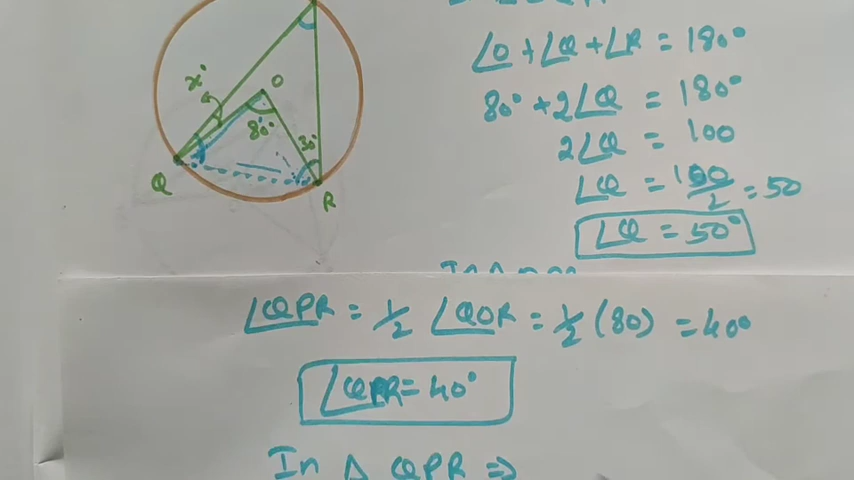 ∠O + ∠Q + ∠R = 180°
80° + 2∠Q = 180°
2∠Q = 100
∠Q = 100/2 = 50
∠Q = 50°
x°
O
80°
30°
Q
R
∠QPR = 1/2 ∠QOR = 1/2 (80) = 40°
∠QPR = 40°
In △ QPR ⇒